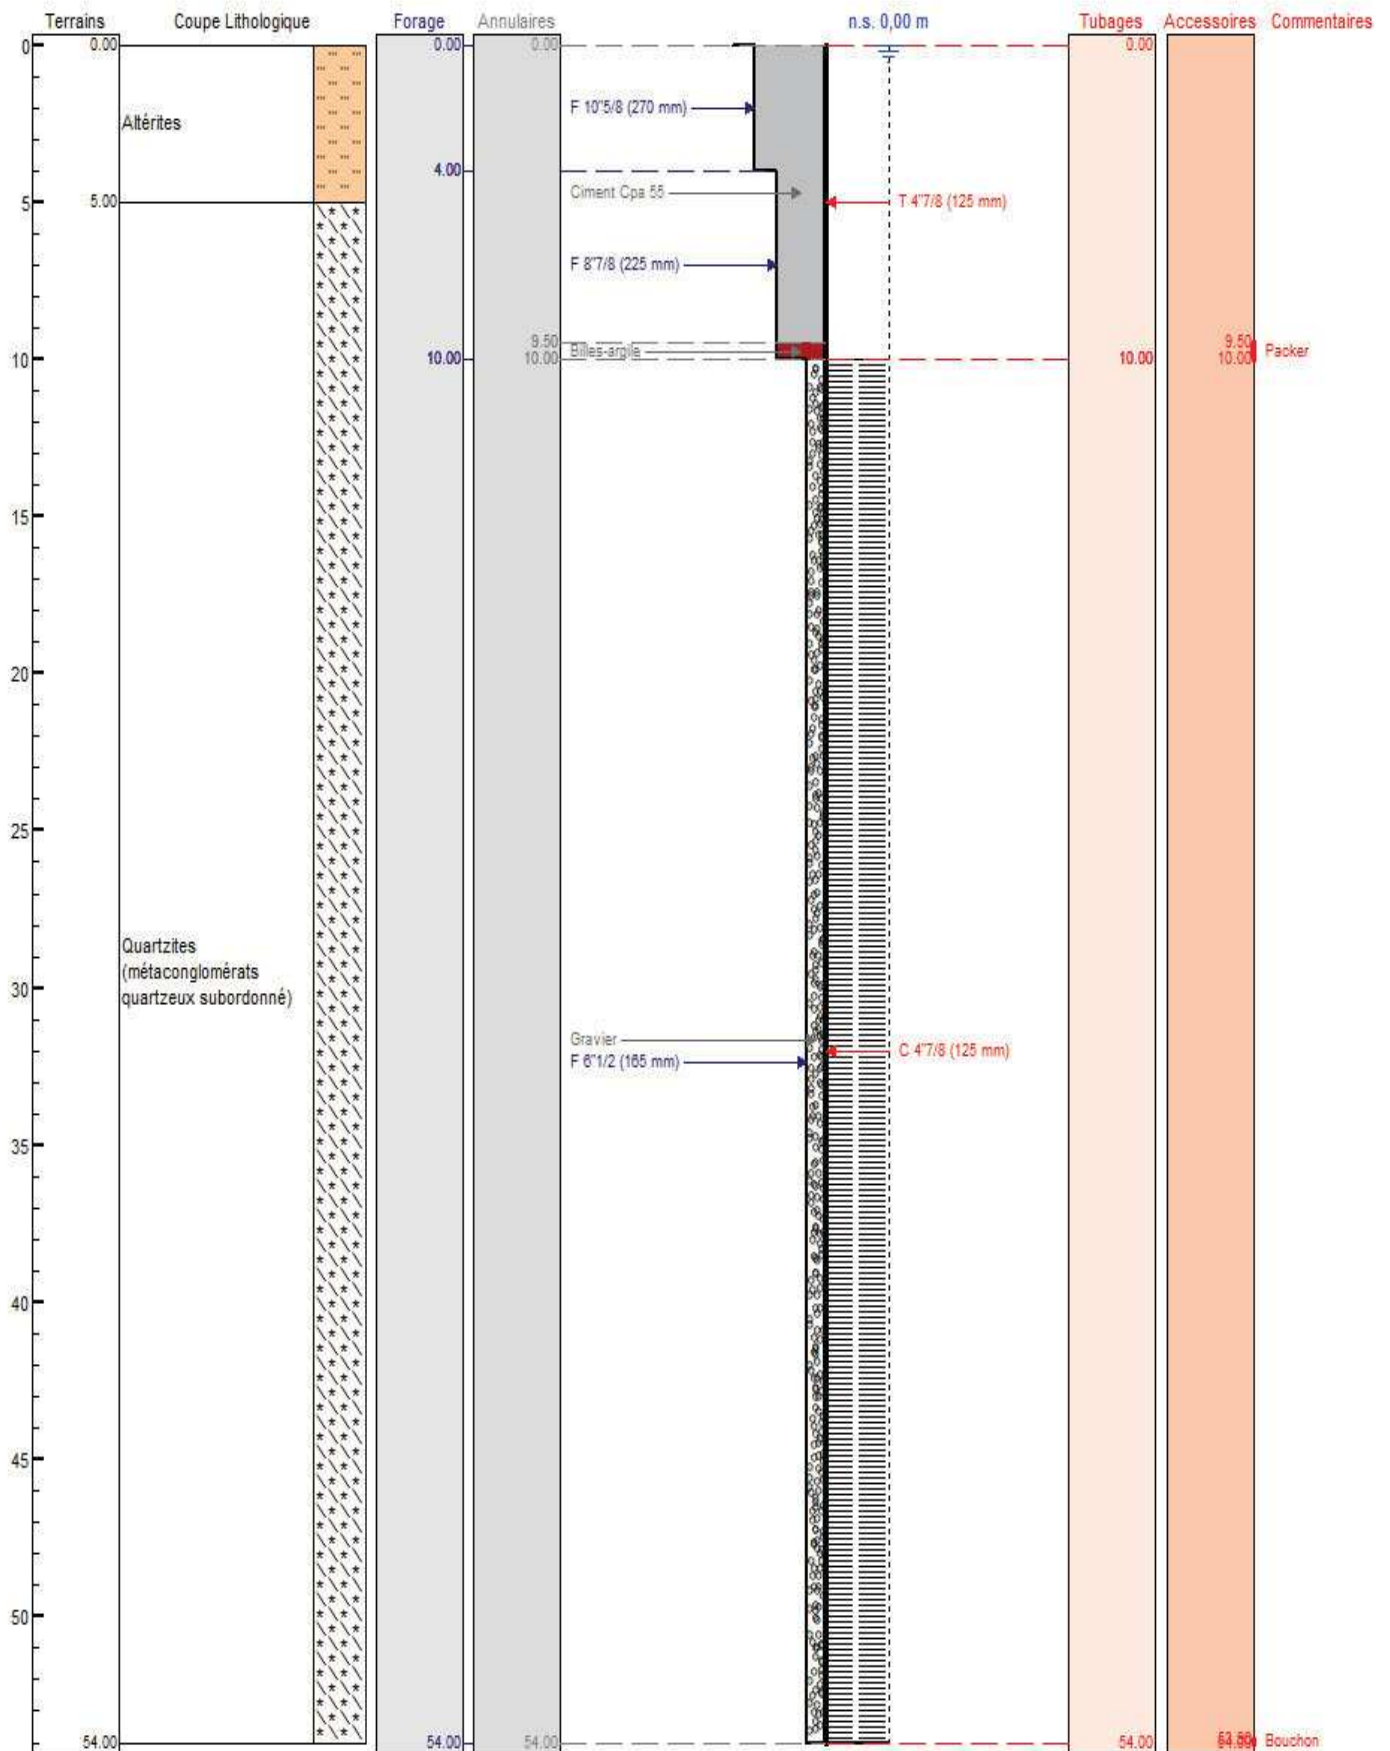 Terrains Coupe Lithologique Forage Annulaires n.s. 0,00 m Tubages Accessoires Commentaires
0 0.00 0.00 0.00 0.00
F 10"5/8 (270 mm)
Altérites
4.00
Ciment Cpa 55
5 5.00 T 4"7/8 (125 mm)
F 8"7/8 (225 mm)
9.50 9.50
Billes-argile Packer
10 10.00 10.00 10.00 10.00
15
20
25
Quartzites
(métaconglomérats
30
quartzeux subordonné)
Gravier
C 4"7/8 (125 mm)
F 6"1/2 (165 mm)
35
40
45
50
54.00 54.00 54.00 54.00 Bouchon